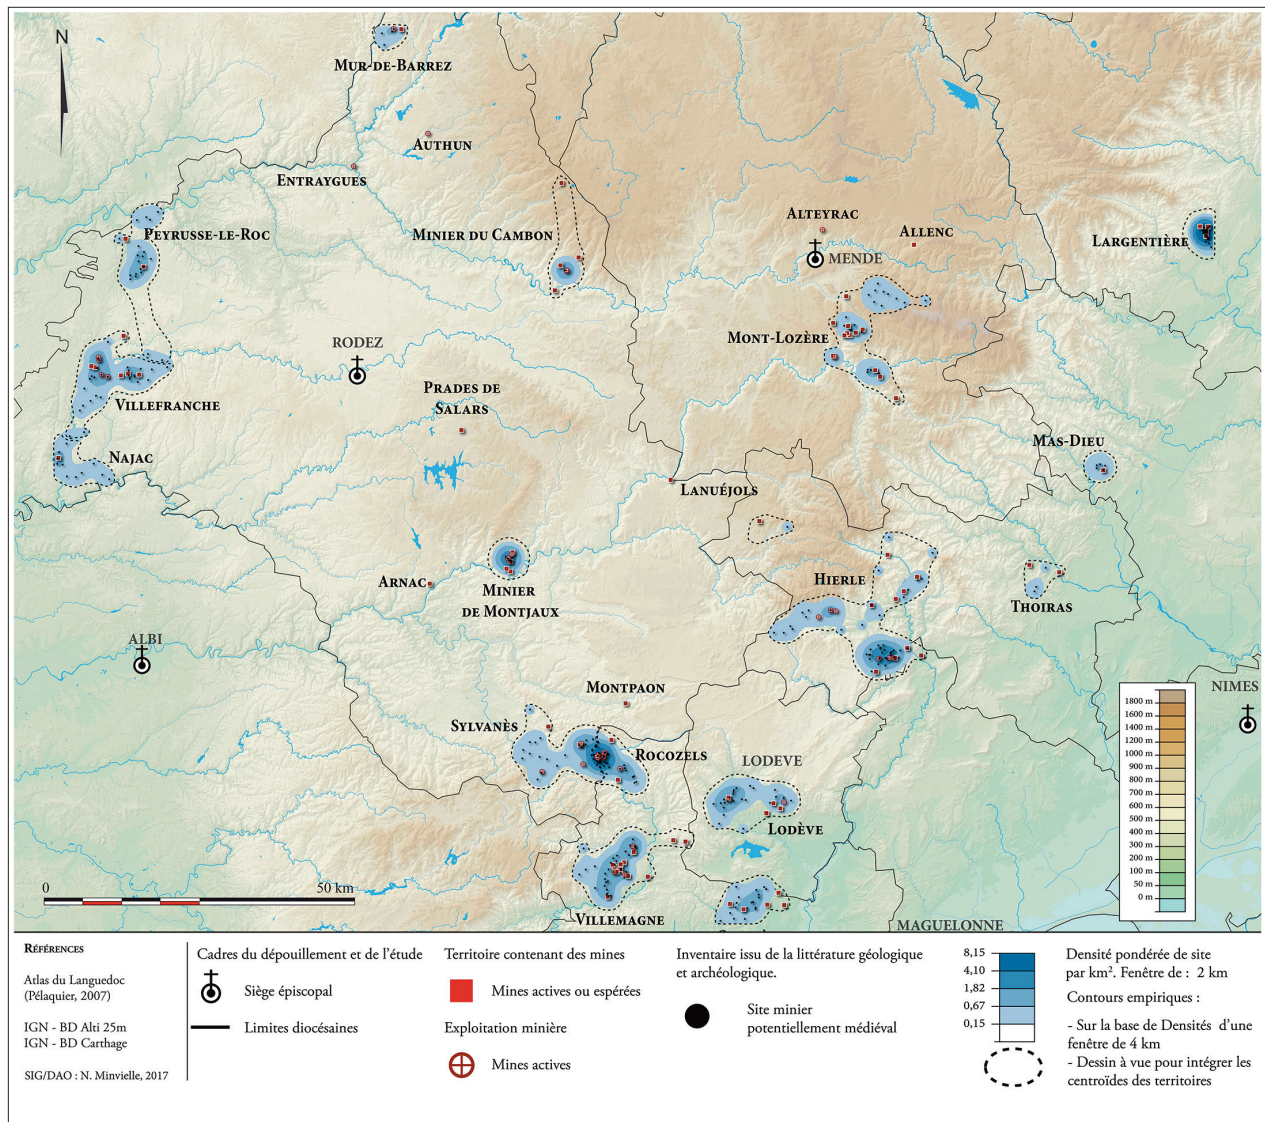 N
MUR-DE-BARREZ
AUTHUN
ENTRAYGUES
PEYRUSSE-LE-ROC
MINIER DU CAMBON
ALTEYRAC
ALLENC
MENDE
LARGENTIÈRE
MONT-LOZÈRE
RODEZ
PRADES DE
SALARS
VILLEFRANCHE
NAJAC
MAS-DIEU
LANUÉJOLS
ARNAC
MINIER
DE MONTJAUX
HIERLE
THOIRAS
ALBI
MONTPAON
NIMES
SYLVANÈS
ROCOZELS
LODEVE
LODÈVE
VILLEMAGNE
MAGUELONNE
0
50 km
1800 m
1600 m
1400 m
1200 m
1000 m
900 m
800 m
700 m
600 m
500 m
400 m
300 m
200 m
100 m
50 m
0 m
RÉFÉRENCES
Atlas du Languedoc
(Pélaquier, 2007)
IGN - BD Alti 25m
IGN - BD Carthage
SIG/DAO : N. Minvielle, 2017
Cadres du dépouillement et de l'étude
Siège épiscopal
Limites diocésaines
Territoire contenant des mines
Mines actives ou espérées
Exploitation minière
Mines actives
Inventaire issu de la littérature géologique
et archéologique.
Site minier
potentiellement médiéval
8,15
4,10
1,82
0,67
0,15
Densité pondérée de site
par km². Fenêtre de : 2 km
Contours empiriques :
- Sur la base de Densités d'une
fenêtre de 4 km
- Dessin à vue pour intégrer les
centroïdes des territoires